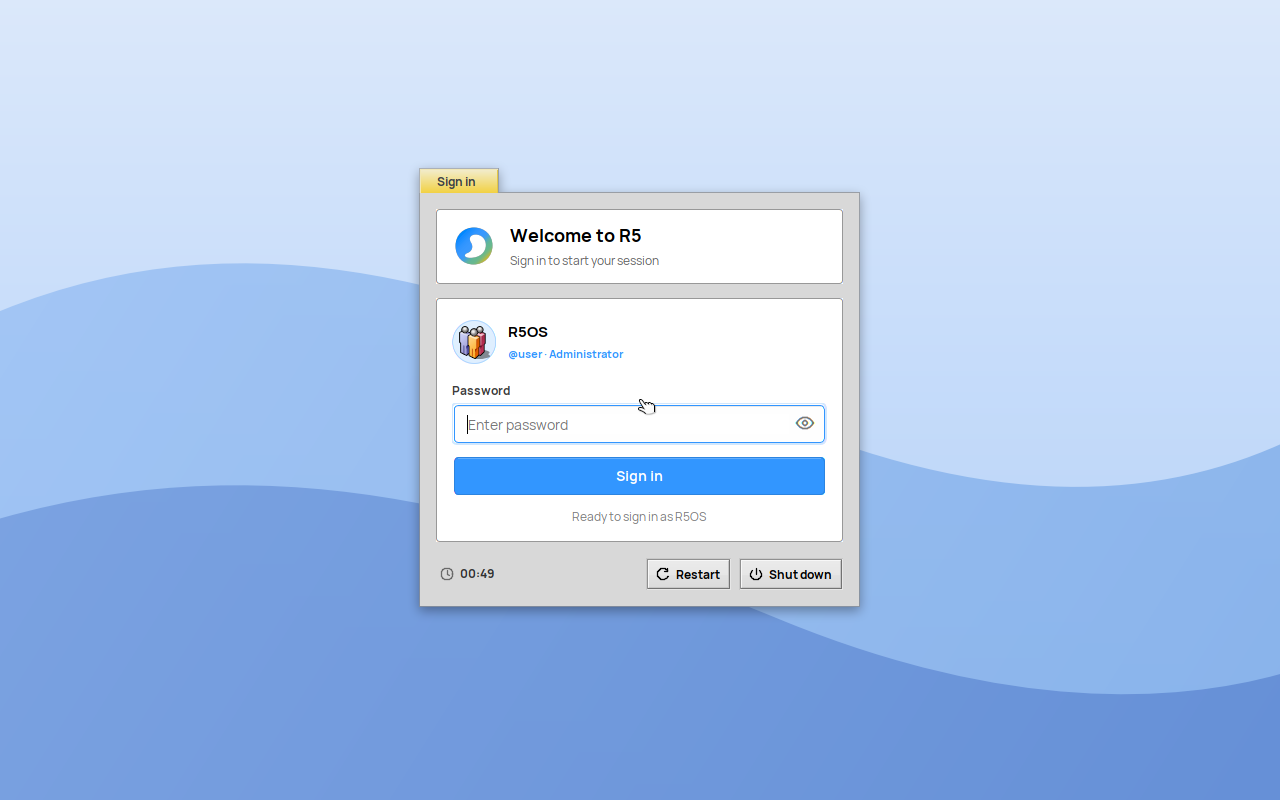 Sign in
Welcome to R5
Sign in to start your session
R5OS
@user · Administrator
Password
Enter password
Sign in
Ready to sign in as R5OS
00:49
Restart
Shut down